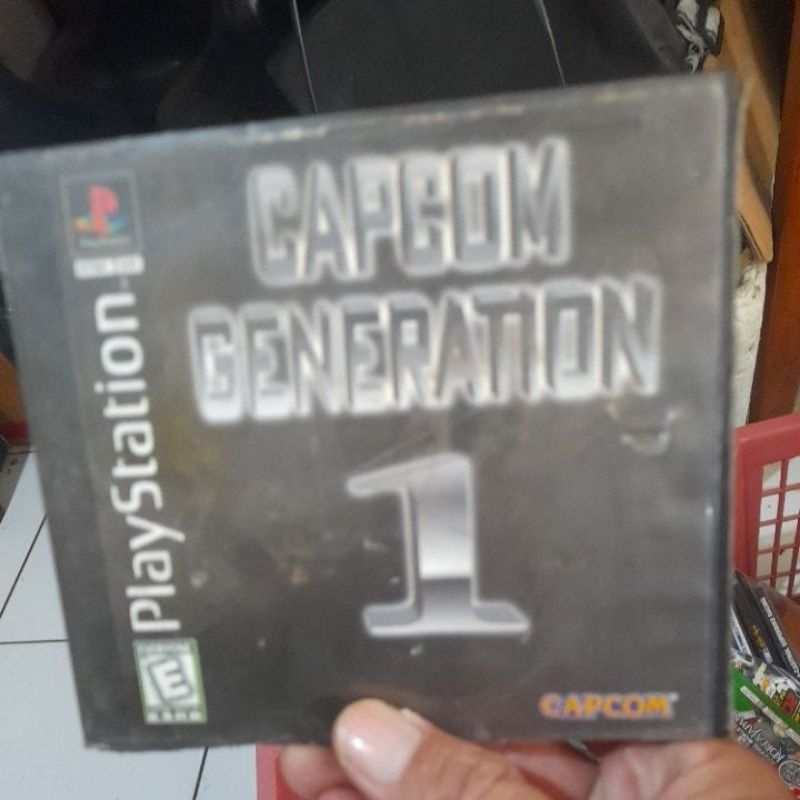 CAPCOM
GENERATION
1
PlayStation
E
CAPCOM